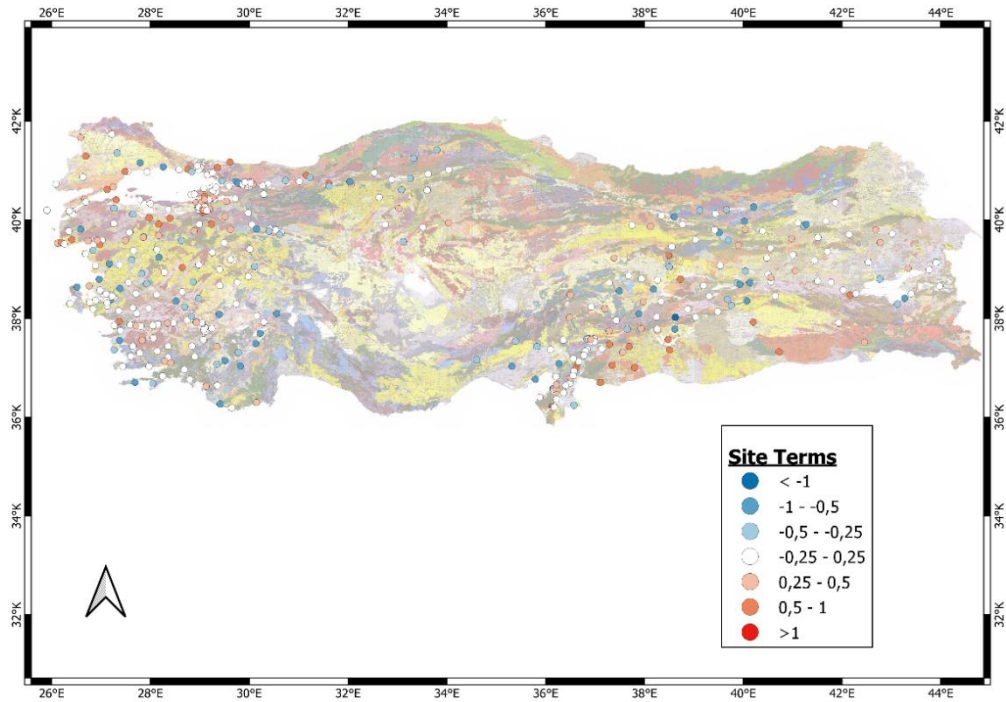 26°E 28°E 30°E 32°E 34°E 36°E 38°E 40°E 42°E 44°E
42°K 42°K
40°K 40°K
38°K 38°K
36°K 36°K
34°K 34°K
32°K 32°K
Site Terms
< -1
-1 - -0,5
-0,5 - -0,25
-0,25 - 0,25
0,25 - 0,5
0,5 - 1
>1
26°E 28°E 30°E 32°E 34°E 36°E 38°E 40°E 42°E 44°E